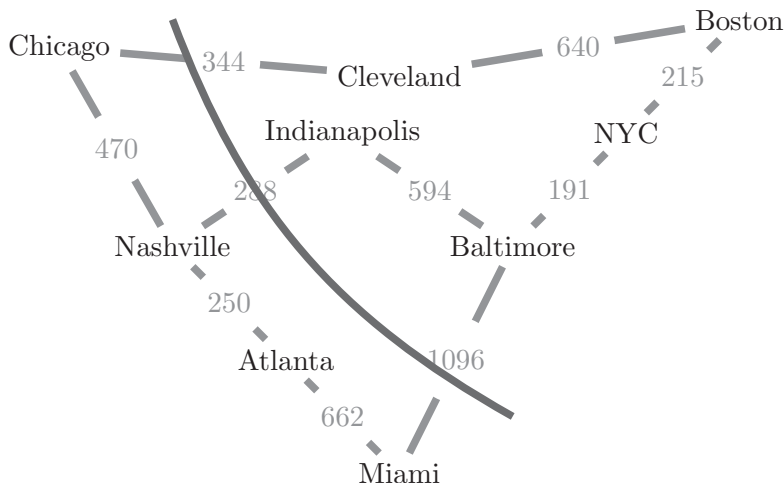 Boston
Chicago
344
640
Cleveland
215
Indianapolis
NYC
470
288
594
191
Nashville
Baltimore
250
Atlanta
1096
662
Miami